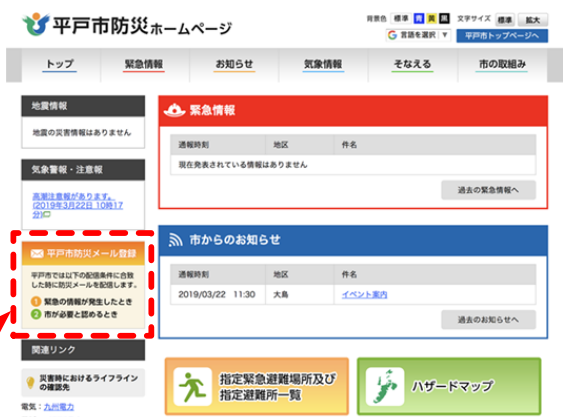 平戸市防災ホームページ
背景色 標準 青 黄 黒 文字サイズ 標準 拡大
G 言語を選択 ▼ 平戸市トップページへ
トップ 緊急情報 お知らせ 気象情報 そなえる 市の取組み
地震情報
地震の災害情報はありません
気象警報・注意報
高潮注意報があります。
(2019年3月22日 10時17
分)
平戸市防災メール登録
平戸市では以下の配信条件に合致
した時に防災メールを配信します。
1 緊急の情報が発生したとき
2 市が必要と認めるとき
関連リンク
災害時におけるライフライン
の確認先
電気：九州電力
緊急情報
通報時刻 地区 件名
現在発表されている情報はありません
過去の緊急情報へ
市からのお知らせ
通報時刻 地区 件名
2019/03/22 11:30 大島 イベント案内
過去のお知らせへ
指定緊急避難場所及び
指定避難所一覧
ハザードマップ